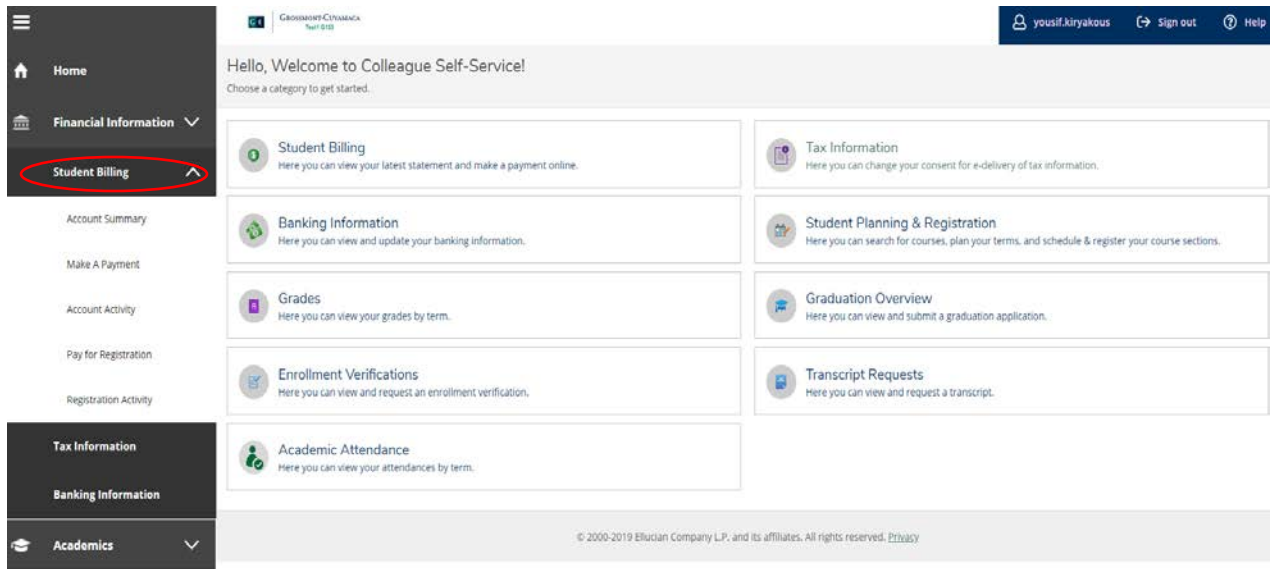 GROSSMONT-CUYAMACA
yousif.kiryakous
Sign out
Help
Home
Financial Information
Student Billing
Account Summary
Make A Payment
Account Activity
Pay for Registration
Registration Activity
Tax Information
Banking Information
Academics
Hello, Welcome to Colleague Self-Service!
Choose a category to get started.
Student Billing
Here you can view your latest statement and make a payment online.
Tax Information
Here you can change your consent for e-delivery of tax information.
Banking Information
Here you can view and update your banking information.
Student Planning & Registration
Here you can search for courses, plan your terms, and schedule & register your course sections.
Grades
Here you can view your grades by term.
Graduation Overview
Here you can view and submit a graduation application.
Enrollment Verifications
Here you can view and request an enrollment verification.
Transcript Requests
Here you can view and request a transcript.
Academic Attendance
Here you can view your attendances by term.
© 2000-2019 Ellucian Company L.P. and its affiliates. All rights reserved. Privacy